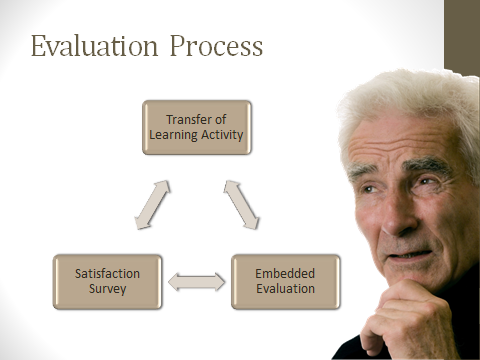 Evaluation Process
Transfer of
Learning Activity
Satisfaction
Survey
Embedded
Evaluation